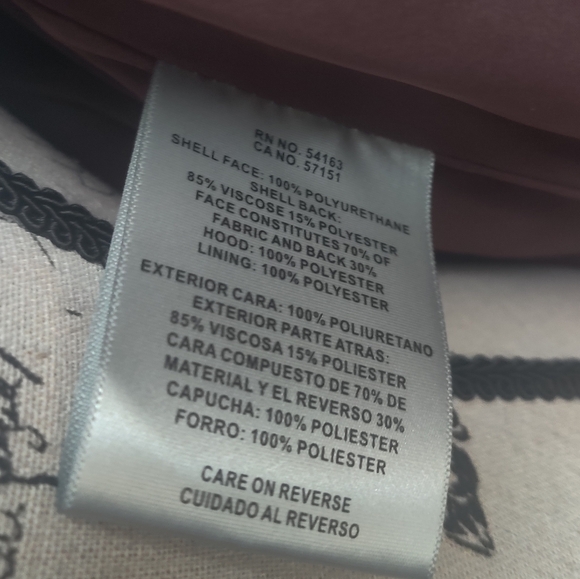 RN NO. 54163
CA NO. 57151
SHELL FACE: 100% POLYURETHANE
SHELL BACK:
85% VISCOSE 15% POLYESTER
FACE CONSTITUTES 70% OF
FABRIC AND BACK 30%
HOOD: 100% POLYESTER
LINING: 100% POLYESTER
EXTERIOR CARA: 100% POLIURETANO
EXTERIOR PARTE ATRAS:
85% VISCOSA 15% POLIESTER
CARA COMPUESTO DE 70% DE
MATERIAL Y EL REVERSO 30%
CAPUCHA: 100% POLIESTER
FORRO: 100% POLIESTER
CARE ON REVERSE
CUIDADO AL REVERSO